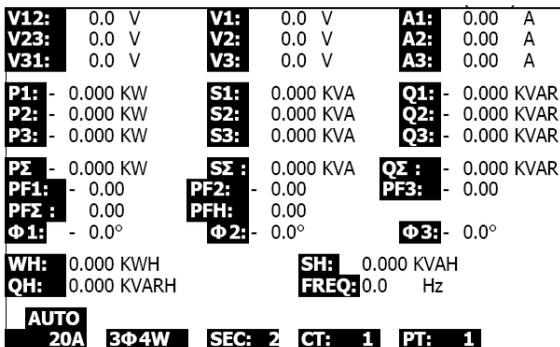 V12: 0.0 V V1: 0.0 V A1: 0.00 A
V23: 0.0 V V2: 0.0 V A2: 0.00 A
V31: 0.0 V V3: 0.0 V A3: 0.00 A
P1: - 0.000 KW S1: 0.000 KVA Q1: - 0.000 KVAR
P2: - 0.000 KW S2: 0.000 KVA Q2: - 0.000 KVAR
P3: - 0.000 KW S3: 0.000 KVA Q3: - 0.000 KVAR
PΣ - 0.000 KW SΣ : 0.000 KVA QΣ : - 0.000 KVAR
PF1: - 0.00 PF2: - 0.00 PF3: - 0.00
PFΣ : 0.00 PFH: 0.00
Φ1: - 0.0° Φ2: - 0.0° Φ3: - 0.0°
WH: 0.000 KWH SH: 0.000 KVAH
QH: 0.000 KVARH FREQ: 0.0 Hz
AUTO
20A 3Φ4W SEC: 2 CT: 1 PT: 1